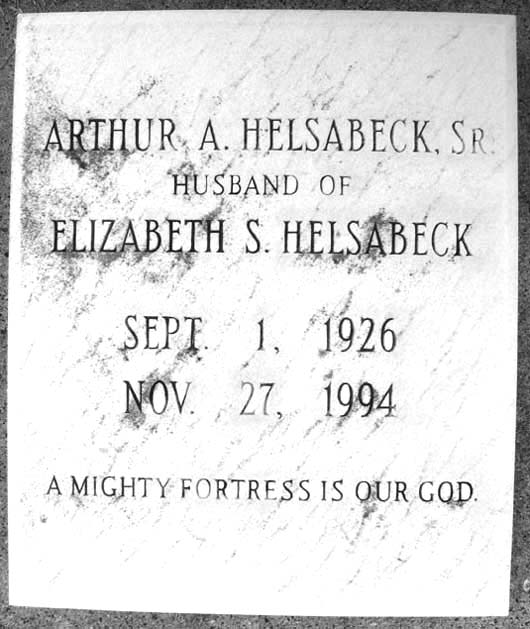 ARTHUR A. HELSABECK, SR.
HUSBAND OF
ELIZABETH S. HELSABECK
SEPT. 1, 1926
NOV. 27, 1994
A MIGHTY FORTRESS IS OUR GOD.